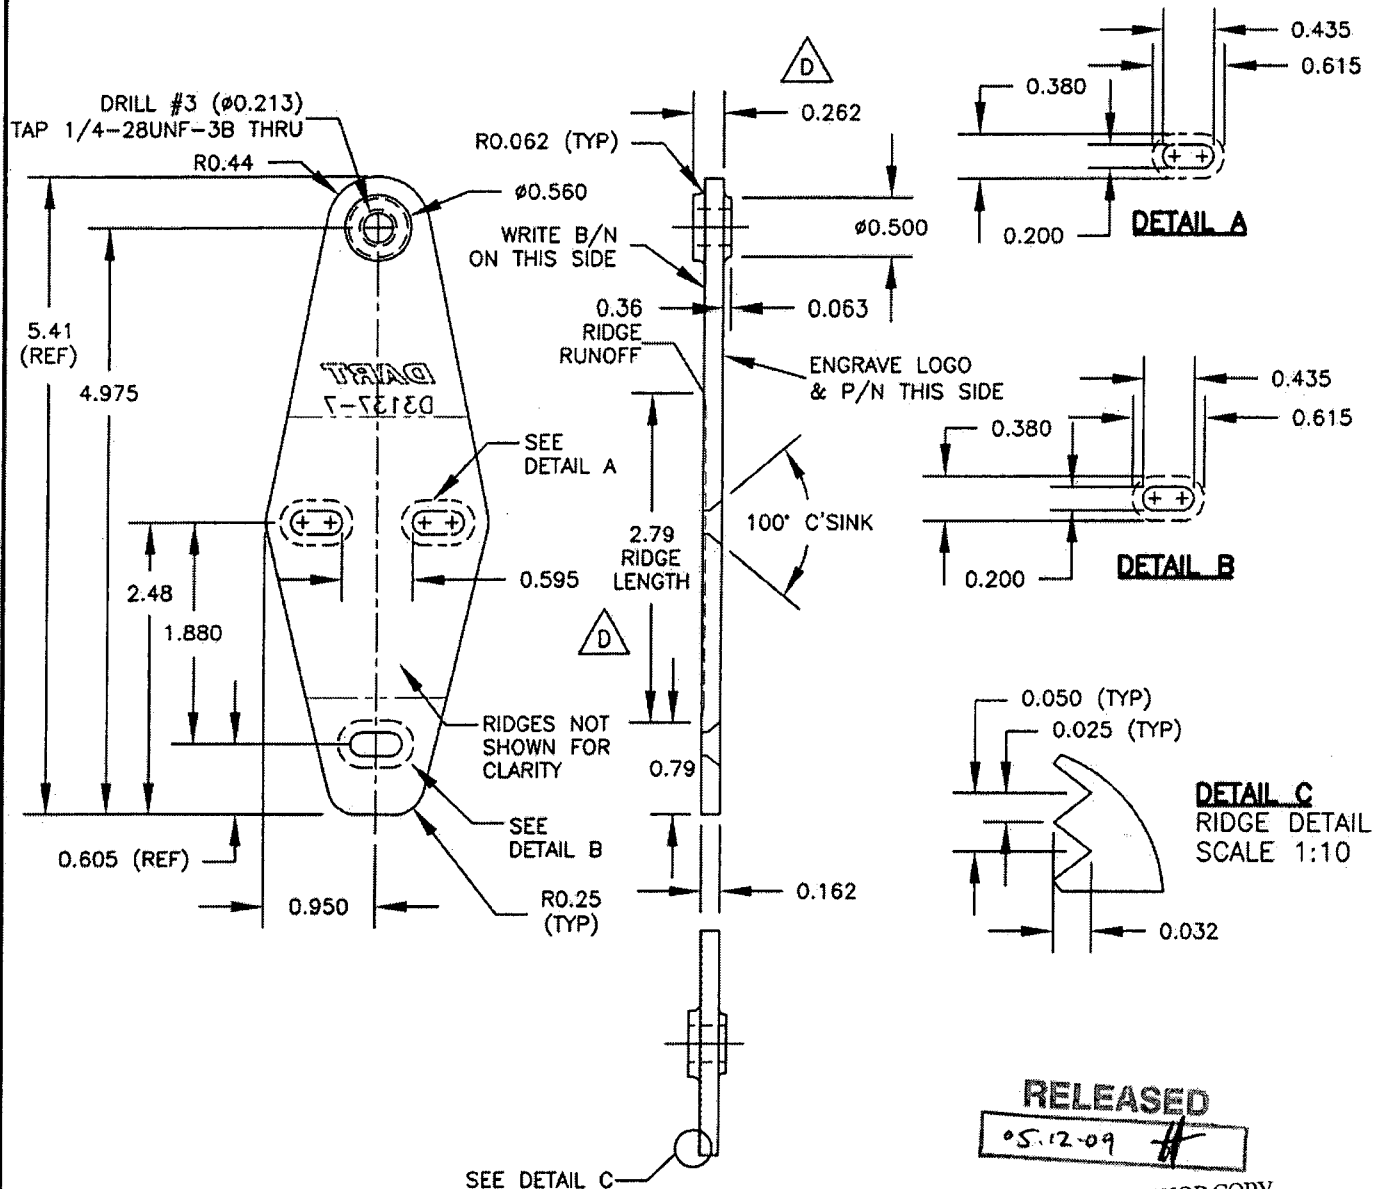 DRILL #3 (ø0.213)
TAP 1/4-28UNF-3B THRU
R0.44
ø0.560
5.41
(REF)
4.975
DART
D3137-7
SEE
DETAIL A
2.48
1.880
0.595
RIDGES NOT
SHOWN FOR
CLARITY
SEE
DETAIL B
0.605 (REF)
0.950
R0.25
(TYP)
D
0.262
R0.062 (TYP)
WRITE B/N
ON THIS SIDE
ø0.500
0.36
RIDGE
RUNOFF
0.063
ENGRAVE LOGO
& P/N THIS SIDE
100° C'SINK
2.79
RIDGE
LENGTH
D
0.79
0.162
SEE DETAIL C
0.435
0.615
0.380
0.200
DETAIL A
0.435
0.615
0.380
0.200
DETAIL B
0.050 (TYP)
0.025 (TYP)
DETAIL C
RIDGE DETAIL
SCALE 1:10
0.032
RELEASED
05.12.09